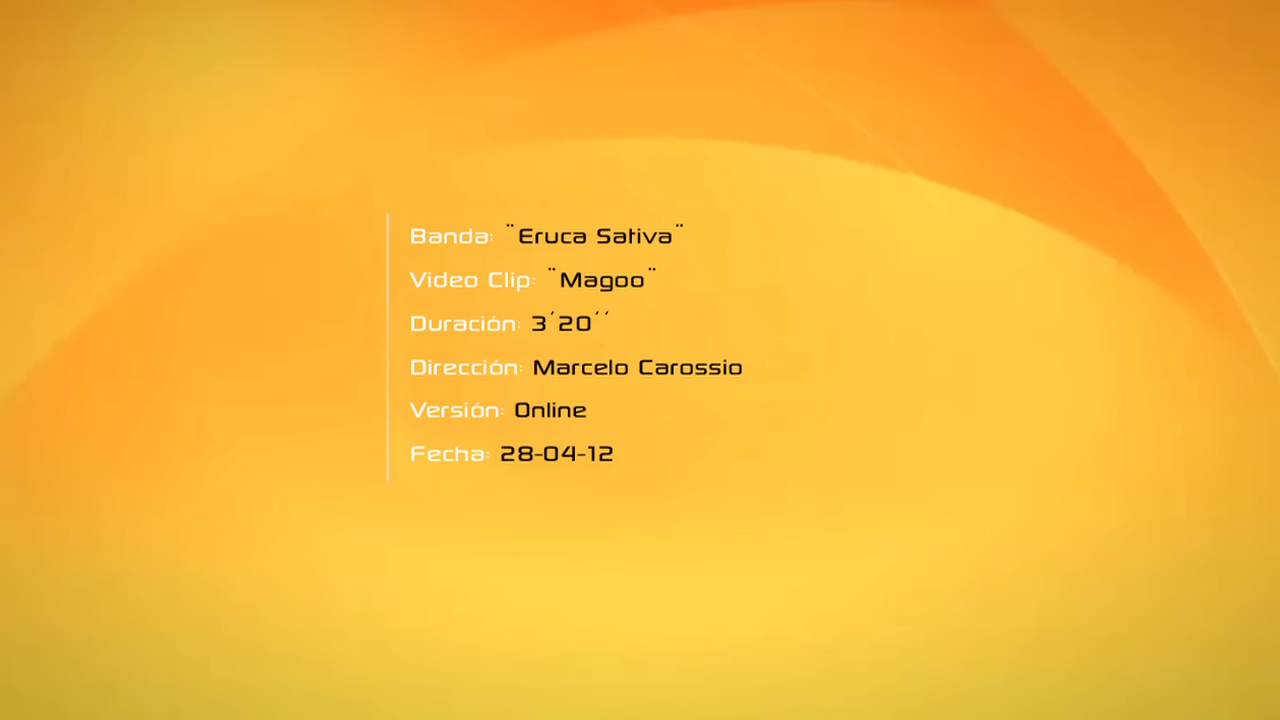 Banda: ¨Eruca Sativa¨
Video Clip: ¨Magoo¨
Duración: 3´20´´
Dirección: Marcelo Carossio
Versión: Online
Fecha: 28-04-12